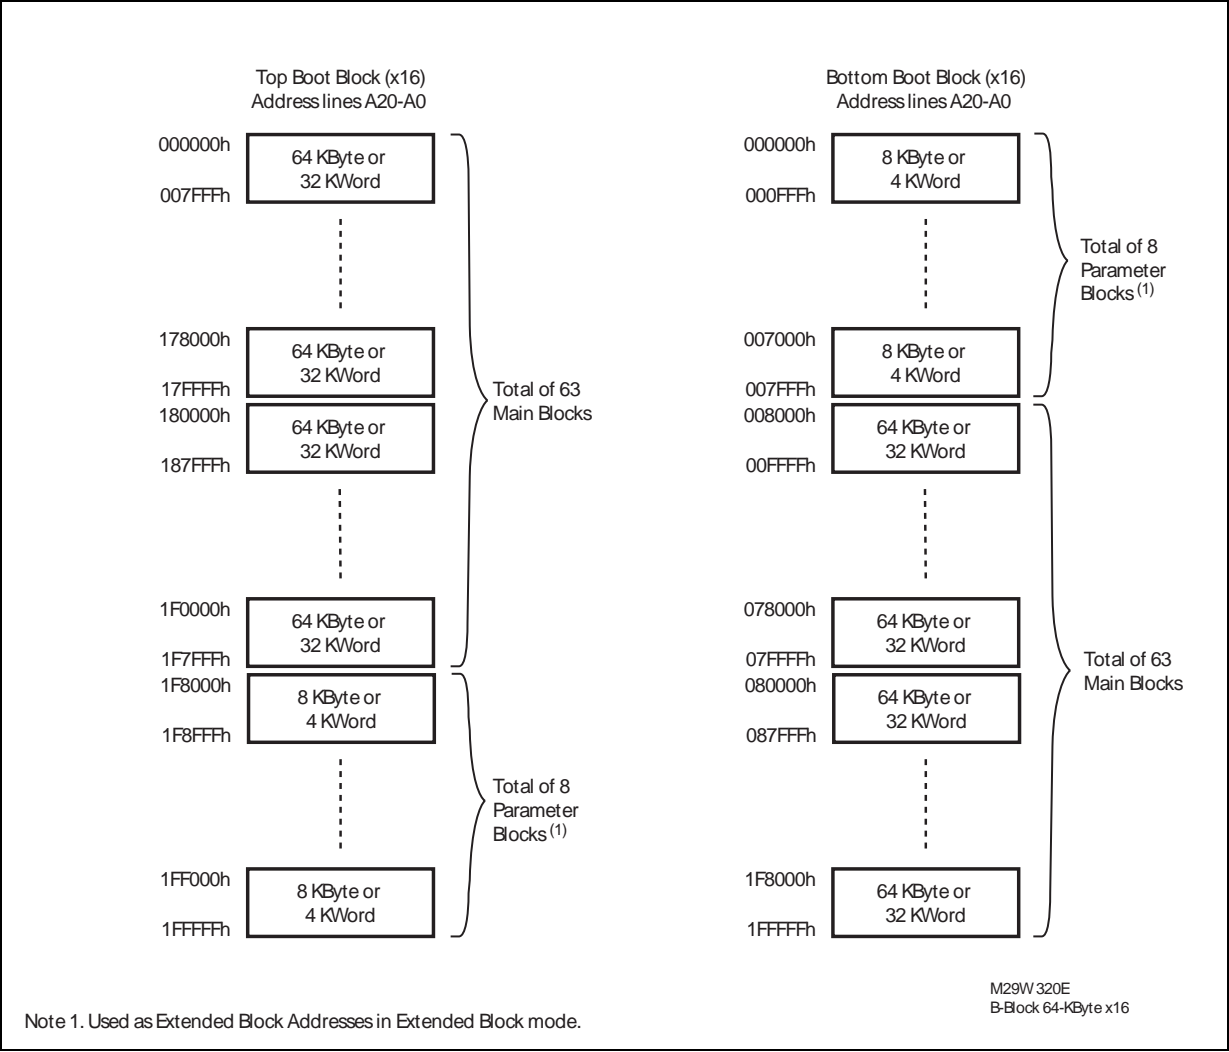 Top Boot Block (x16)
Address lines A20-A0
000000h
64 KByte or
32 KWord
007FFFh
178000h
64 KByte or
32 KWord
17FFFFh
180000h
64 KByte or
32 KWord
187FFFh
Total of 63
Main Blocks
1F0000h
64 KByte or
32 KWord
1F7FFFh
1F8000h
8 KByte or
4 KWord
1F8FFFh
Total of 8
Parameter
Blocks (1)
1FF000h
8 KByte or
4 KWord
1FFFFFh
Bottom Boot Block (x16)
Address lines A20-A0
000000h
8 KByte or
4 KWord
000FFFh
Total of 8
Parameter
Blocks (1)
007000h
8 KByte or
4 KWord
007FFFh
008000h
64 KByte or
32 KWord
00FFFFh
078000h
64 KByte or
32 KWord
07FFFFh
080000h
64 KByte or
32 KWord
087FFFh
Total of 63
Main Blocks
1F8000h
64 KByte or
32 KWord
1FFFFFh
M29W320E
B-Block 64-KByte x16
Note 1. Used as Extended Block Addresses in Extended Block mode.